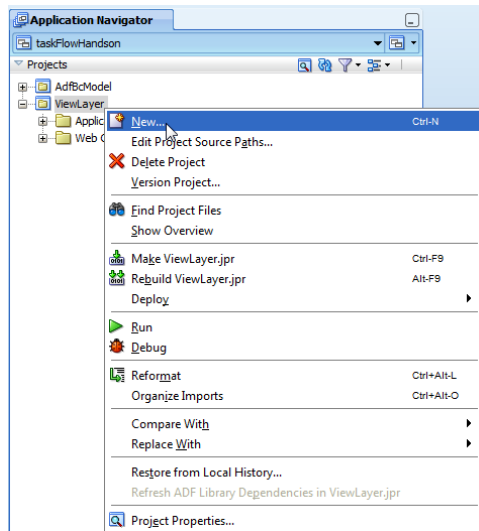 Application Navigator
taskFlowHandson
Projects
AdfBcModel
ViewLayer
Applic
Web C
New... Ctrl-N
Edit Project Source Paths...
Delete Project
Version Project...
Find Project Files
Show Overview
Make ViewLayer.jpr Ctrl-F9
Rebuild ViewLayer.jpr Alt-F9
Deploy
Run
Debug
Reformat Ctrl+Alt-L
Organize Imports Ctrl+Alt-O
Compare With
Replace With
Restore from Local History...
Refresh ADF Library Dependencies in ViewLayer.jpr
Project Properties...